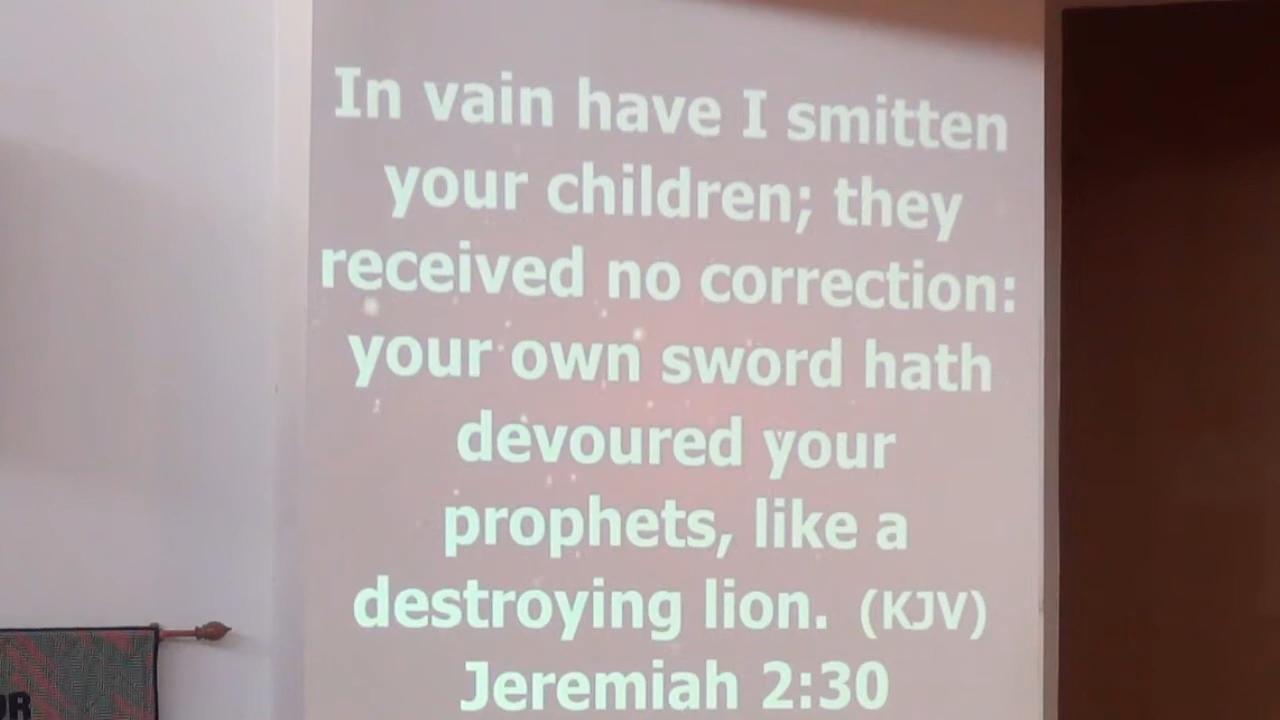 In vain have I smitten
your children; they
received no correction:
your own sword hath
devoured your
prophets, like a
destroying lion. (KJV)
Jeremiah 2:30
UR